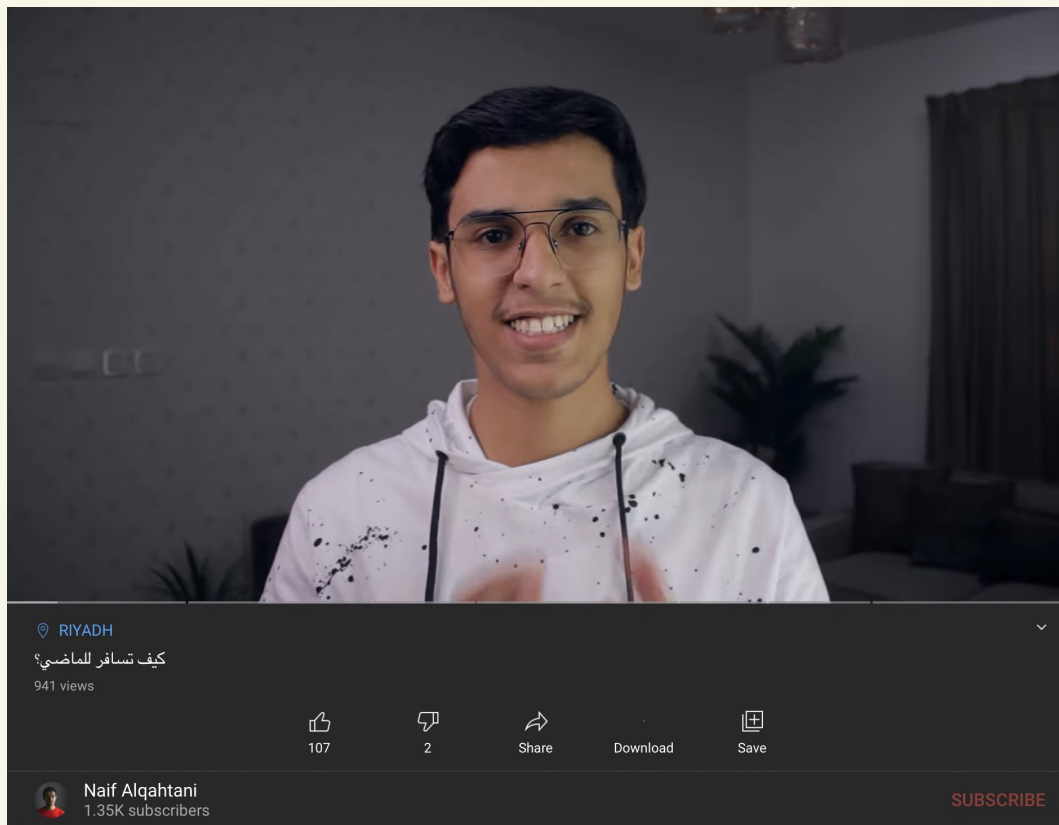 RIYADH
كيف تسافر للماضي؟
941 views
107
2
Share
Download
Save
Naif Alqahtani
1.35K subscribers
SUBSCRIBE